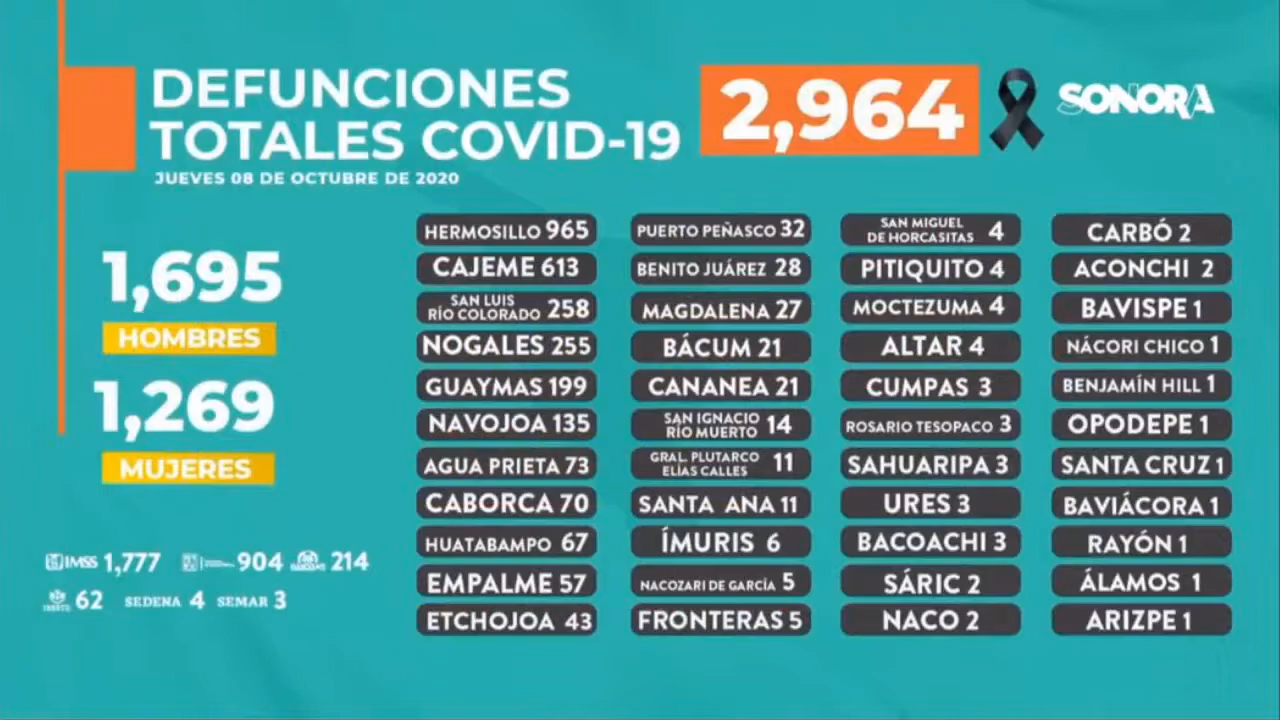 DEFUNCIONES
TOTALES COVID-19
JUEVES 08 DE OCTUBRE DE 2020
2,964
SONORA
1,695
HOMBRES
1,269
MUJERES
IMSS 1,777
904
214
62
SEDENA 4
SEMAR 3
HERMOSILLO 965
CAJEME 613
SAN LUIS
RÍO COLORADO 258
NOGALES 255
GUAYMAS 199
NAVOJOA 135
AGUA PRIETA 73
CABORCA 70
HUATABAMPO 67
EMPALME 57
ETCHOJOA 43
PUERTO PEÑASCO 32
BENITO JUÁREZ 28
MAGDALENA 27
BÁCUM 21
CANANEA 21
SAN IGNACIO
RÍO MUERTO 14
GRAL. PLUTARCO
ELÍAS CALLES 11
SANTA ANA 11
ÍMURIS 6
NACOZARI DE GARCÍA 5
FRONTERAS 5
SAN MIGUEL
DE HORCASITAS 4
PITIQUITO 4
MOCTEZUMA 4
ALTAR 4
CUMPAS 3
ROSARIO TESOPACO 3
SAHUARIPA 3
URES 3
BACOACHI 3
SÁRIC 2
NACO 2
CARBÓ 2
ACONCHI 2
BAVISPE 1
NÁCORI CHICO 1
BENJAMÍN HILL 1
OPODEPE 1
SANTA CRUZ 1
BAVIÁCORA 1
RAYÓN 1
ÁLAMOS 1
ARIZPE 1